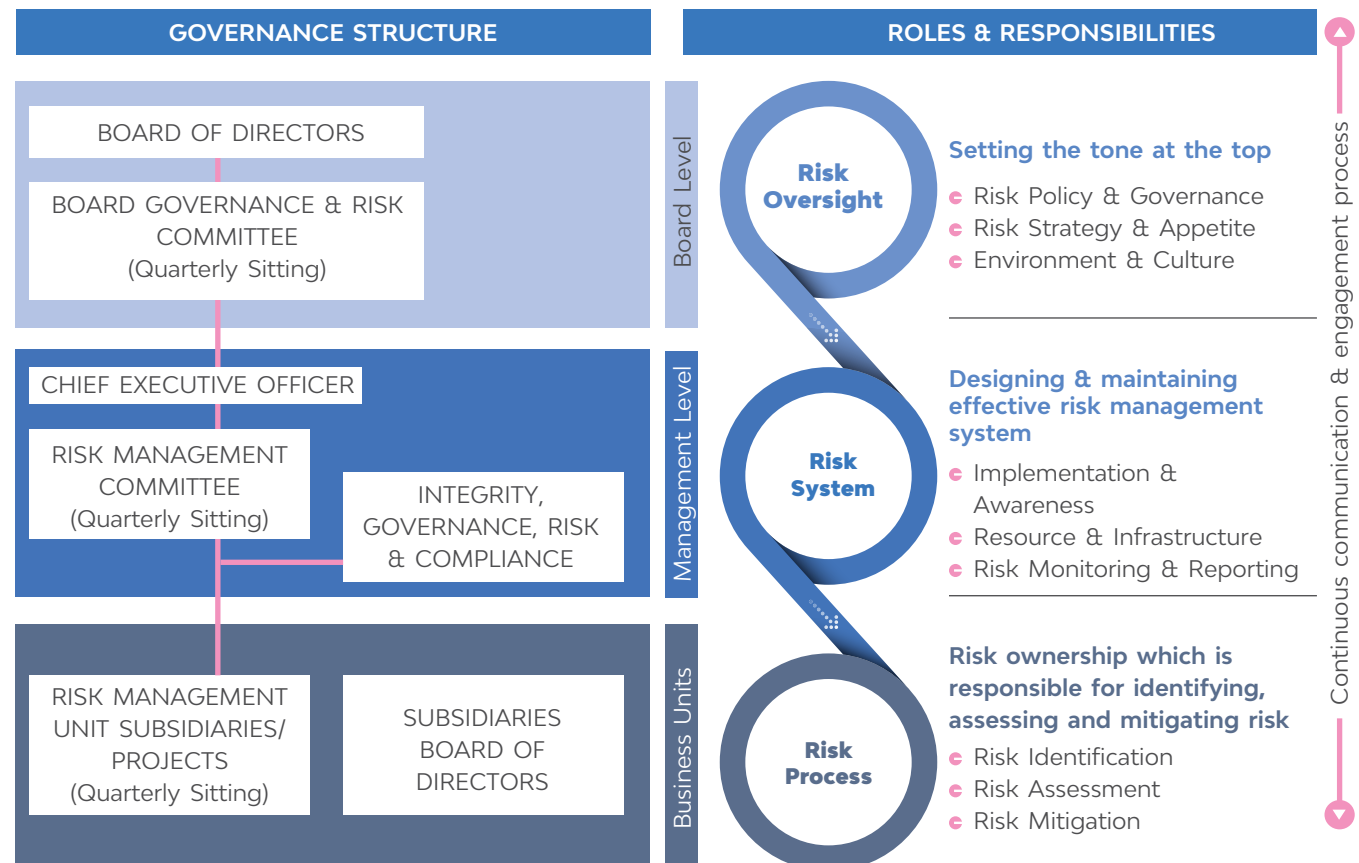 GOVERNANCE STRUCTURE
BOARD OF DIRECTORS
BOARD GOVERNANCE & RISK
COMMITTEE
(Quarterly Sitting)
CHIEF EXECUTIVE OFFICER
RISK MANAGEMENT
COMMITTEE
(Quarterly Sitting)
INTEGRITY,
GOVERNANCE, RISK
& COMPLIANCE
RISK MANAGEMENT
UNIT SUBSIDIARIES/
PROJECTS
(Quarterly Sitting)
SUBSIDIARIES
BOARD OF
DIRECTORS
ROLES & RESPONSIBILITIES
Board Level
Risk
Oversight
Setting the tone at the top
Risk Policy & Governance
Risk Strategy & Appetite
Environment & Culture
Management Level
Risk
System
Designing & maintaining
effective risk management
system
Implementation &
Awareness
Resource & Infrastructure
Risk Monitoring & Reporting
Business Units
Risk
Process
Risk ownership which is
responsible for identifying,
assessing and mitigating risk
Risk Identification
Risk Assessment
Risk Mitigation
Continuous communication & engagement process